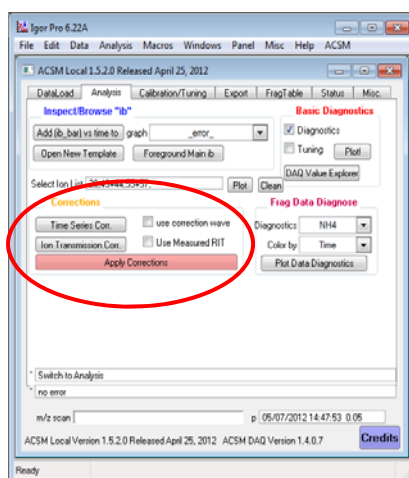 Igor Pro 6.22A
File Edit Data Analysis Macros Windows Panel Misc Help ACSM
ACSM Local 1.5.2.0 Released April 25, 2012
DataLoad Analysis Calibration/Tuning Export FragTable Status Misc.
Inspect/Browse "ib" Basic Diagnostics
Add (ib_bar) vs time to graph _error_ Diagnostics
Open New Template Foreground Main ib Tuning Plot!
DAQ Value Explorer
Select Ion List Plot Clean
Corrections Frag Data Diagnose
Time Series Corr. use correction wave Diagnostics NH4
Ion Transmission Corr. Use Measured RIT Color by Time
Apply Corrections Plot Data Diagnostics
Switch to Analysis
no error
m/z scan p 05/07/2012 14:47:53 0.05
ACSM Local Version 1.5.2.0 Released April 25, 2012 ACSM DAQ Version 1.4.0.7 Credits
Ready